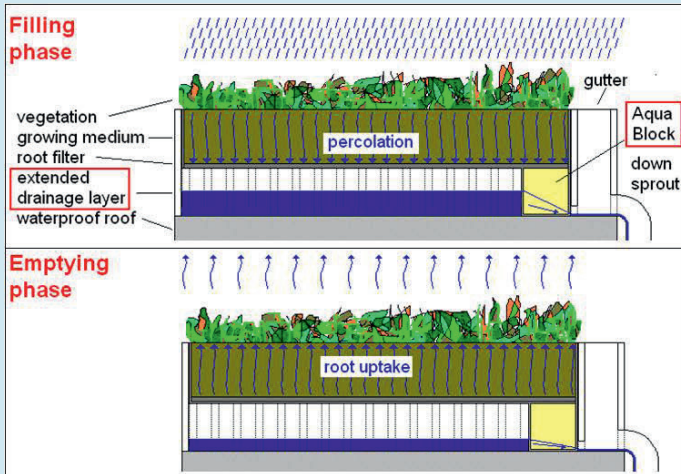 Filling
phase
vegetation
growing medium
root filter
extended
drainage layer
waterproof roof
percolation
gutter
Aqua
Block
down
sprout
Emptying
phase
root uptake